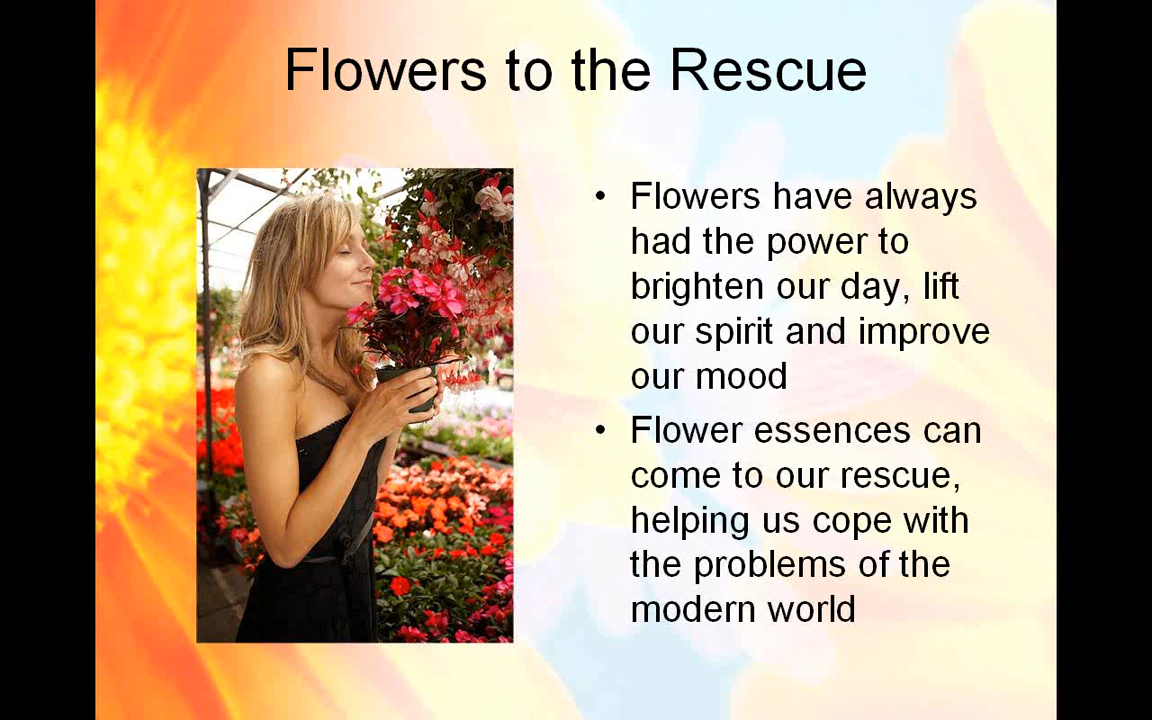 Flowers to the Rescue
• Flowers have always
had the power to
brighten our day, lift
our spirit and improve
our mood
• Flower essences can
come to our rescue,
helping us cope with
the problems of the
modern world